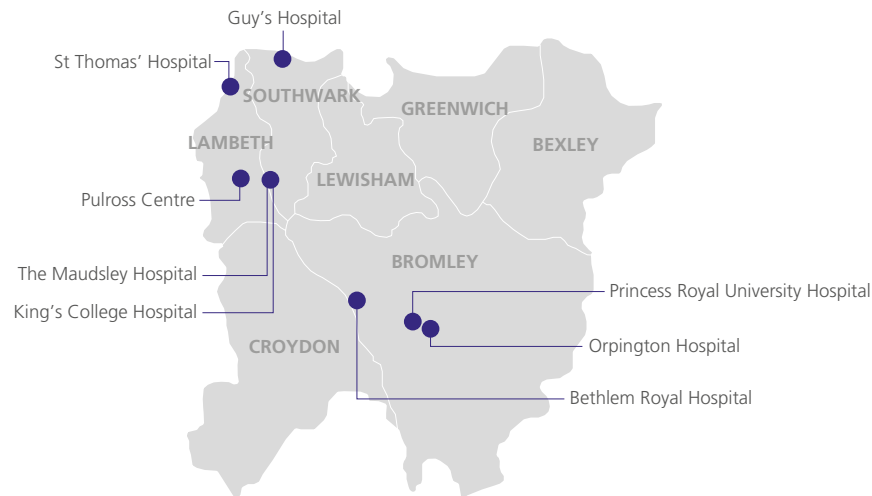 Guy's Hospital
St Thomas' Hospital
SOUTHWARK
GREENWICH
LAMBETH
BEXLEY
LEWISHAM
Pulross Centre
BROMLEY
The Maudsley Hospital
Princess Royal University Hospital
King's College Hospital
CROYDON
Orpington Hospital
Bethlem Royal Hospital